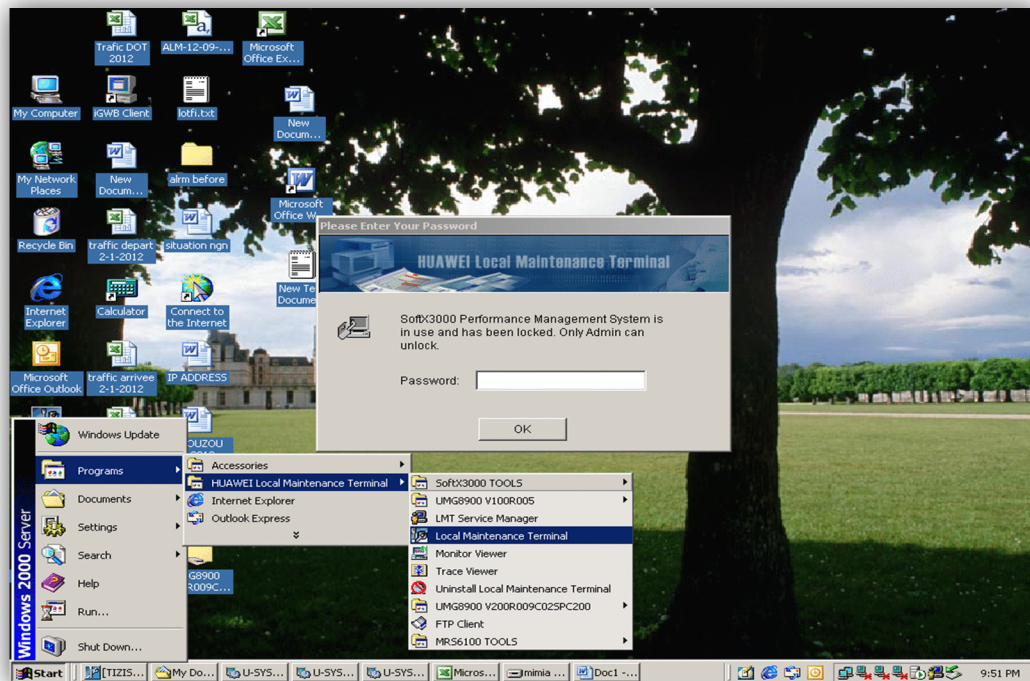 Trafic DOT
2012
ALM-12-09-...
Microsoft
Office Ex...
My Computer
iGWB Client
lotfi.txt
New
Docum...
My Network
Places
New
Docum...
alrm before
Microsoft
Office W...
Recycle Bin
traffic depart
2-1-2012
situation ngn
New Te
Docume
Internet
Explorer
Calculator
Connect to
the Internet
Microsoft
Office Outlook
traffic arrivee
2-1-2012
IP ADDRESS
Please Enter Your Password
HUAWEI Local Maintenance Terminal
SoftX3000 Performance Management System is
in use and has been locked. Only Admin can
unlock.
Password:
OK
OUZOU
Windows 2000 Server
Windows Update
Programs
Documents
Settings
Search
Help
Run...
Shut Down...
Accessories
HUAWEI Local Maintenance Terminal
Internet Explorer
Outlook Express
G8900
R009C...
SoftX3000 TOOLS
UMG8900 V100R005
LMT Service Manager
Local Maintenance Terminal
Monitor Viewer
Trace Viewer
Uninstall Local Maintenance Terminal
UMG8900 V200R009C02SPC200
FTP Client
MRS6100 TOOLS
Start
[TIZIS...
My Do...
U-SYS...
U-SYS...
U-SYS...
Micros...
mimia ...
Doc1 -...
9:51 PM